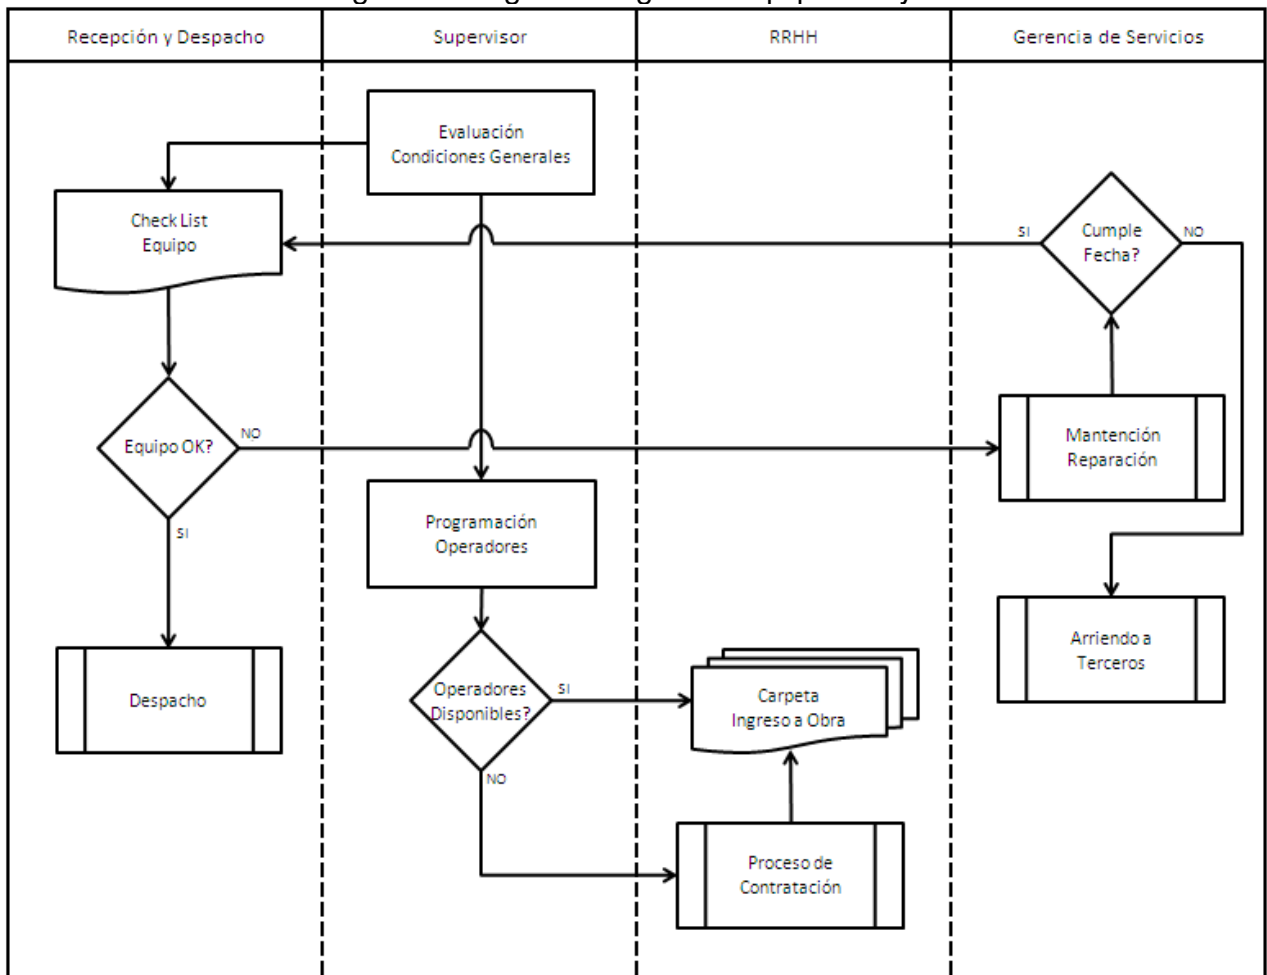 Recepción y Despacho
Supervisor
RRHH
Gerencia de Servicios
Evaluación
Condiciones Generales
Check List
Equipo
SI
Cumple
Fecha?
NO
Equipo OK?
NO
SI
Mantención
Reparación
Programación
Operadores
Arriendo a
Terceros
Despacho
Operadores
Disponibles?
SI
NO
Carpeta
Ingreso a Obra
Proceso de
Contratación